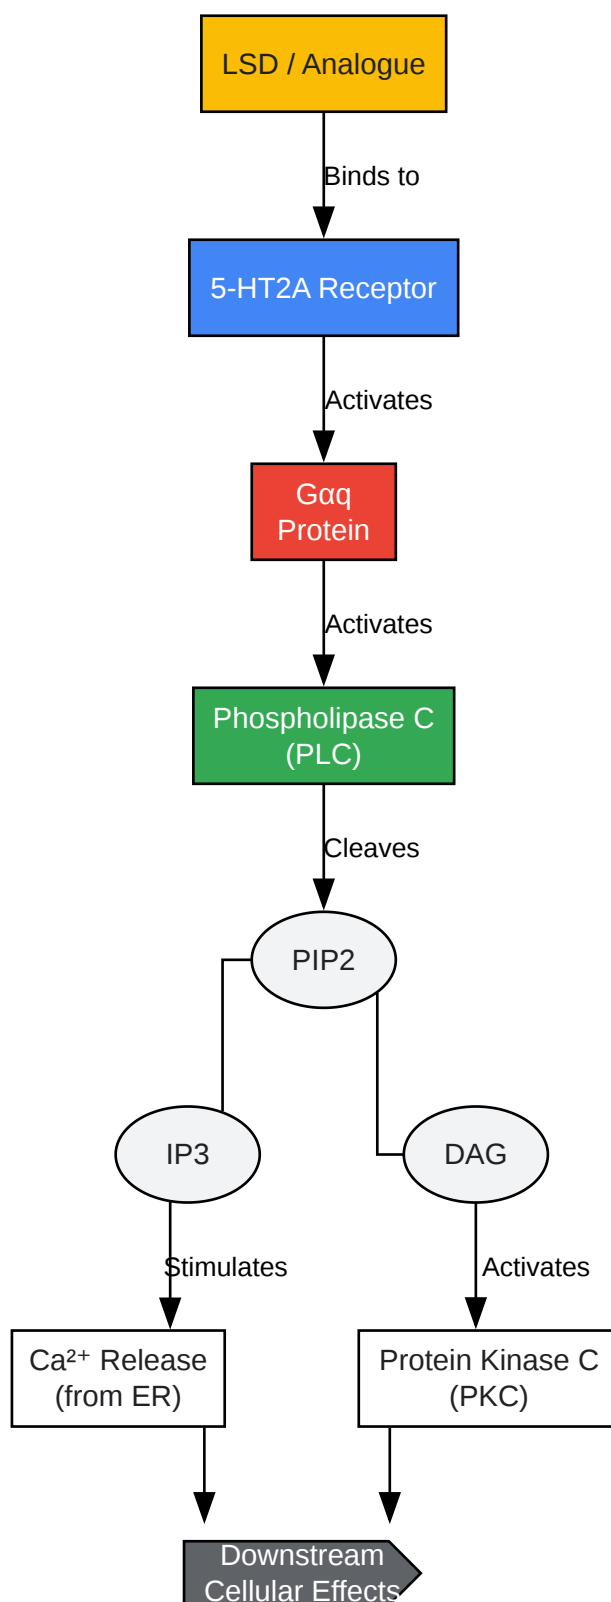 LSD / Analogue
Binds to
5-HT2A Receptor
Activates
Gαq
Protein
Activates
Phospholipase C
(PLC)
Cleaves
PIP2
IP3
DAG
Stimulates
Activates
Ca²⁺ Release
(from ER)
Protein Kinase C
(PKC)
Downstream
Cellular Effects